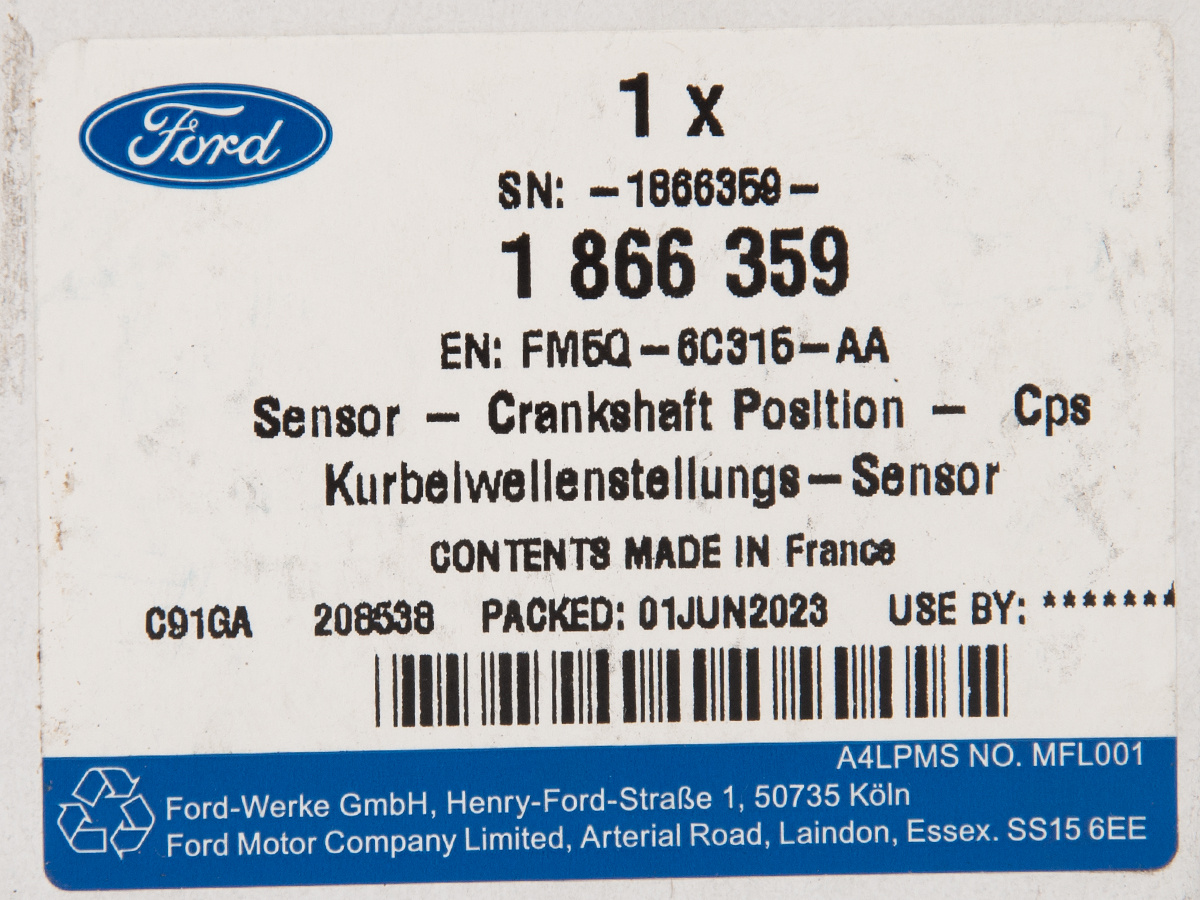 Ford
1 x
SN: -1866359-
1 866 359
EN: FM5Q-6C315-AA
Sensor - Crankshaft Position - Cps
Kurbelwellenstellungs-Sensor
CONTENTS MADE IN France
C91GA 208538 PACKED: 01JUN2023 USE BY: *******
A4LPMS NO. MFL001
Ford-Werke GmbH, Henry-Ford-Straße 1, 50735 Köln
Ford Motor Company Limited, Arterial Road, Laindon, Essex. SS15 6EE